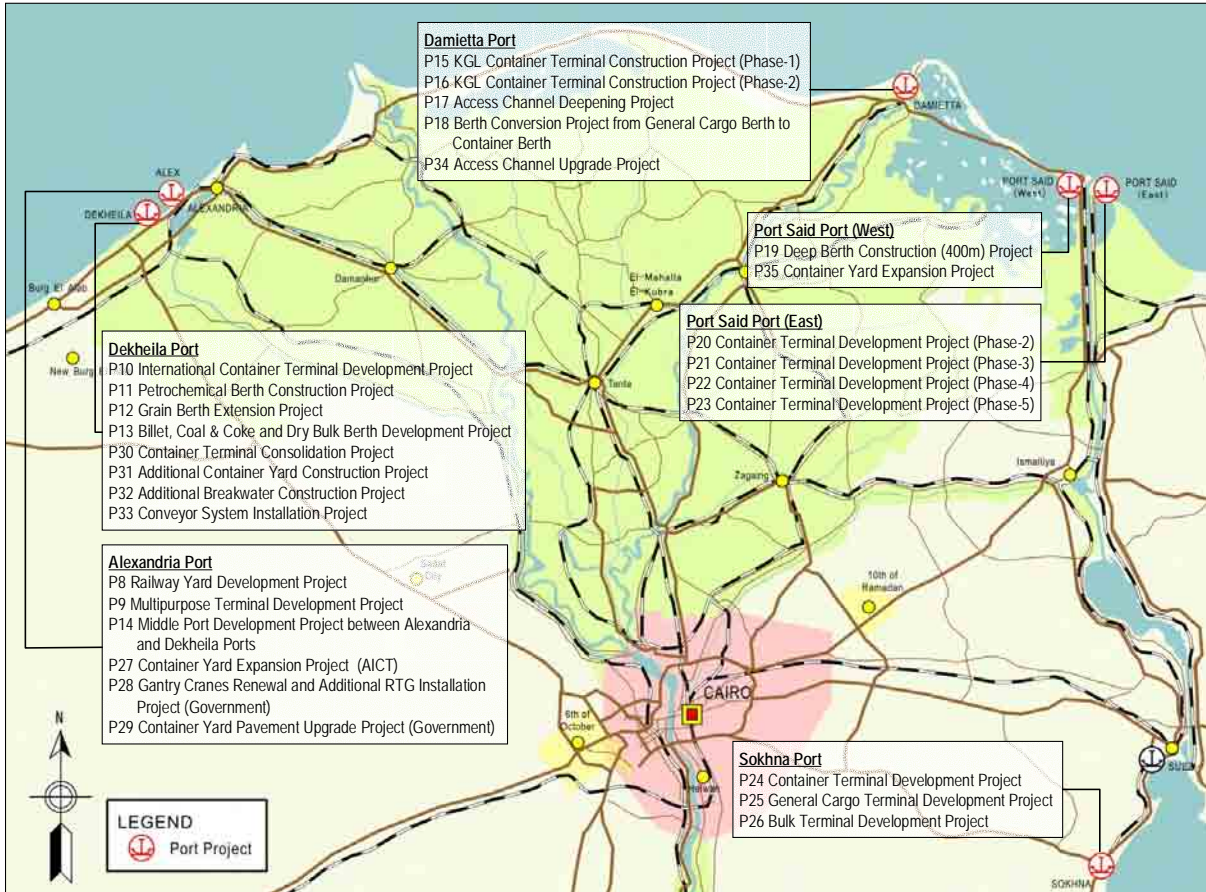 Damietta Port
P15 KGL Container Terminal Construction Project (Phase-1)
P16 KGL Container Terminal Construction Project (Phase-2)
P17 Access Channel Deepening Project
P18 Berth Conversion Project from General Cargo Berth to
Container Berth
P34 Access Channel Upgrade Project
DAMIETTA
ALEX
DEKHEILA
ALEXANDRIA
PORT SAID
(West)
PORT SAID
(East)
Port Said Port (West)
P19 Deep Berth Construction (400m) Project
P35 Container Yard Expansion Project
Damanhur
El-Mahalla
El-Kubra
Burg El Arab
Port Said Port (East)
P20 Container Terminal Development Project (Phase-2)
P21 Container Terminal Development Project (Phase-3)
P22 Container Terminal Development Project (Phase-4)
P23 Container Terminal Development Project (Phase-5)
New Burg
Dekheila Port
P10 International Container Terminal Development Project
P11 Petrochemical Berth Construction Project
P12 Grain Berth Extension Project
P13 Billet, Coal & Coke and Dry Bulk Berth Development Project
P30 Container Terminal Consolidation Project
P31 Additional Container Yard Construction Project
P32 Additional Breakwater Construction Project
P33 Conveyor System Installation Project
Tanta
Zagazig
Ismailiya
Alexandria Port
P8 Railway Yard Development Project
P9 Multipurpose Terminal Development Project
P14 Middle Port Development Project between Alexandria
and Dekheila Ports
P27 Container Yard Expansion Project (AICT)
P28 Gantry Cranes Renewal and Additional RTG Installation
Project (Government)
P29 Container Yard Pavement Upgrade Project (Government)
Sadat
City
10th of
Ramadan
CAIRO
6th of
October
Helwan
SUEZ
Sokhna Port
P24 Container Terminal Development Project
P25 General Cargo Terminal Development Project
P26 Bulk Terminal Development Project
SOKHNA
N
LEGEND
Port Project